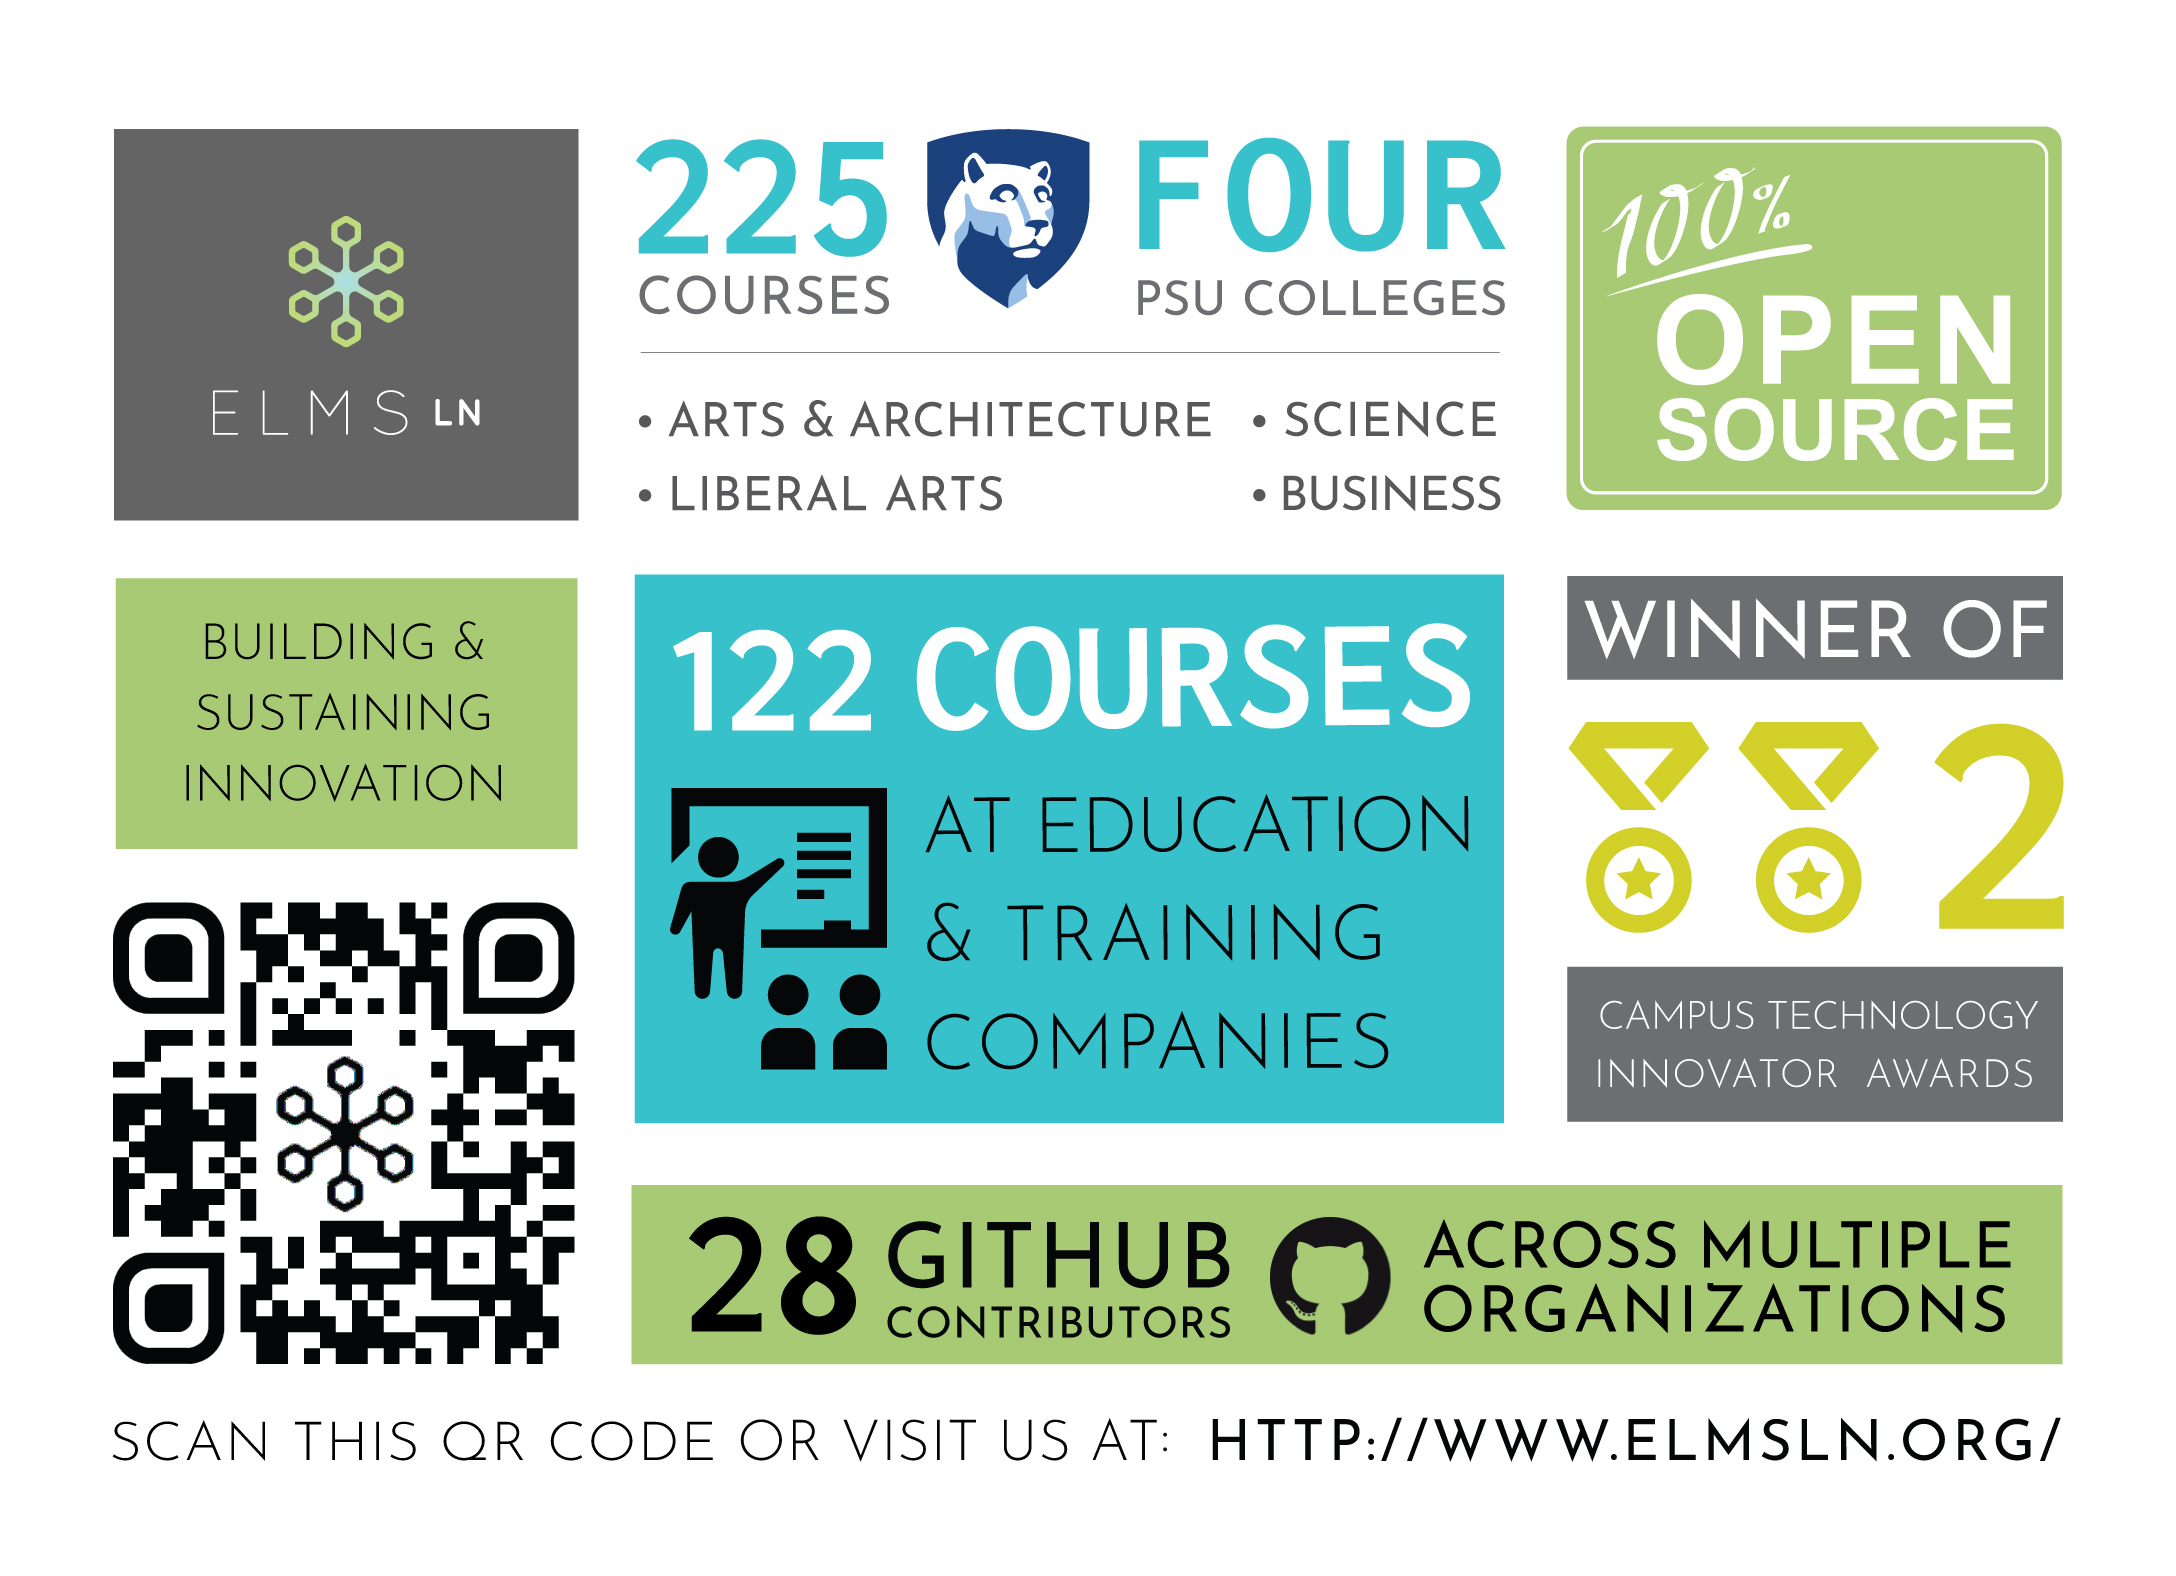 ELMS LN
225
COURSES
FOUR
PSU COLLEGES
• ARTS & ARCHITECTURE
• SCIENCE
• LIBERAL ARTS
• BUSINESS
100%
OPEN
SOURCE
BUILDING &
SUSTAINING
INNOVATION
122 COURSES
AT EDUCATION
& TRAINING
COMPANIES
WINNER OF
2
CAMPUS TECHNOLOGY
INNOVATOR AWARDS
28 GITHUB
CONTRIBUTORS
ACROSS MULTIPLE
ORGANIZATIONS
SCAN THIS QR CODE OR VISIT US AT: HTTP://WWW.ELMSLN.ORG/